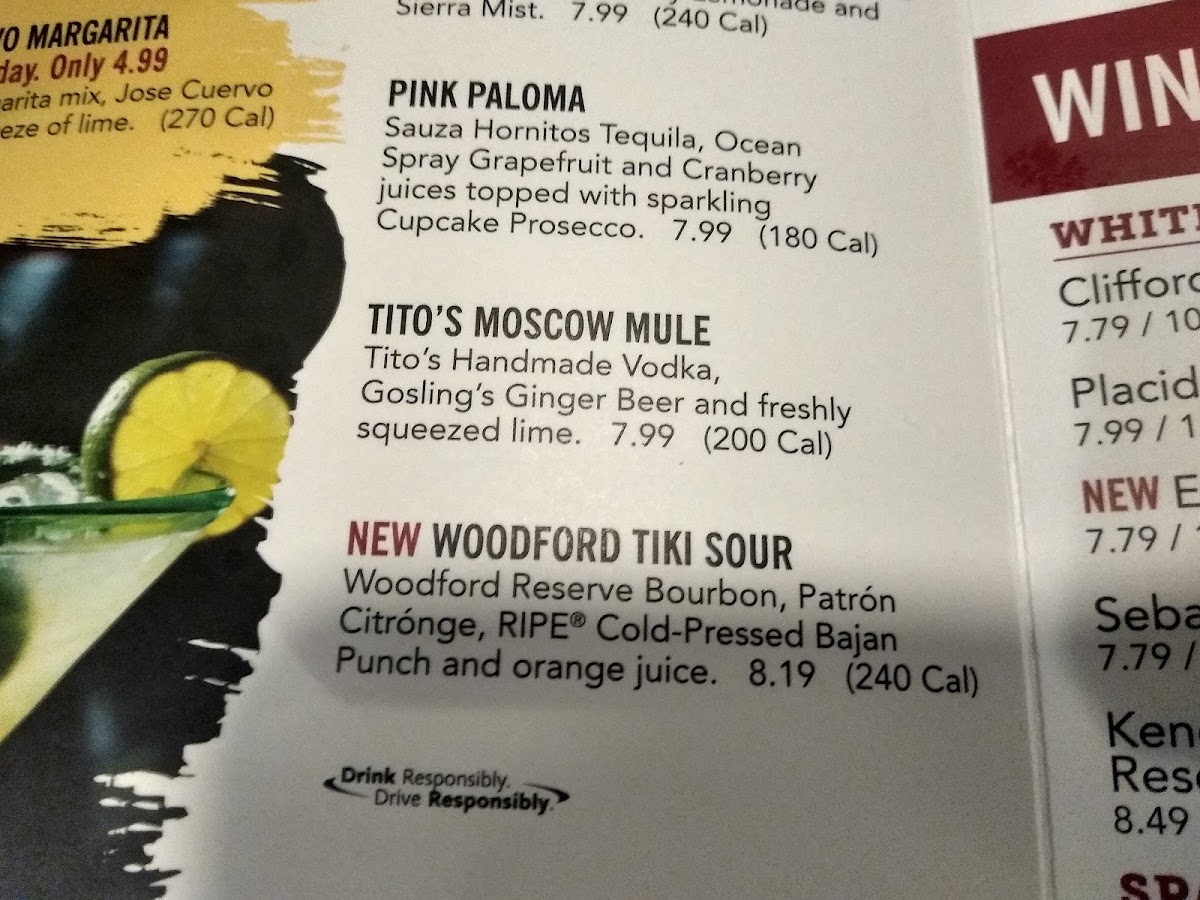 MARGARITA
day. Only 4.99
mix, Jose Cuervo
of lime. (270 Cal)
and
Sierra Mist. 7.99 (240 Cal)
PINK PALOMA
Sauza Hornitos Tequila, Ocean
Spray Grapefruit and Cranberry
juices topped with sparkling
Cupcake Prosecco. 7.99 (180 Cal)
TITO'S MOSCOW MULE
Tito's Handmade Vodka,
Gosling's Ginger Beer and freshly
squeezed lime. 7.99 (200 Cal)
NEW WOODFORD TIKI SOUR
Woodford Reserve Bourbon, Patrón
Citrónge, RIPE® Cold-Pressed Bajan
Punch and orange juice. 8.19 (240 Cal)
Drink Responsibly.
Drive Responsibly.
WIN
WHIT
Clifford
7.79 / 10
Placid
7.99 / 1
NEW E
7.79 /
Seba
7.79 /
Ken
Rese
8.49
SPA